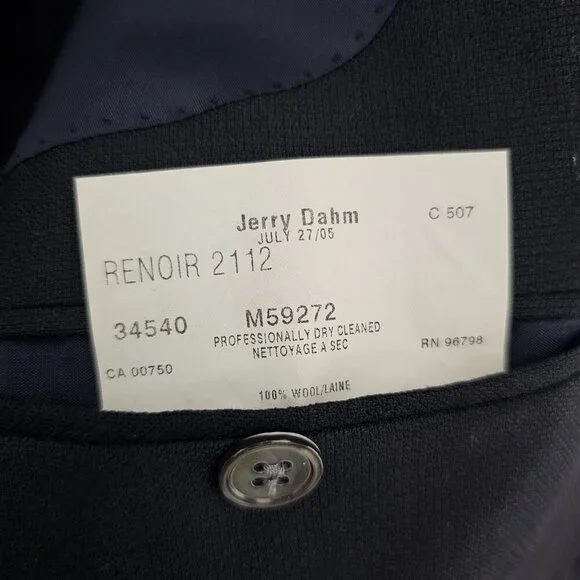 Jerry Dahm
C 507
JULY 27/05
RENOIR 2112
34540
M59272
PROFESSIONALLY DRY CLEANED
NETTOYAGE A SEC
CA 00750
RN 96798
100% WOOL/LAINE